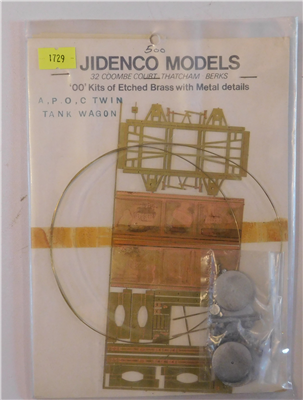 500
1729
JIDENCO MODELS
32 COOMBE COURT, THATCHAM BERKS
'OO' Kits of Etched Brass with Metal details
A.P.O.C TWIN
TANK WAGON